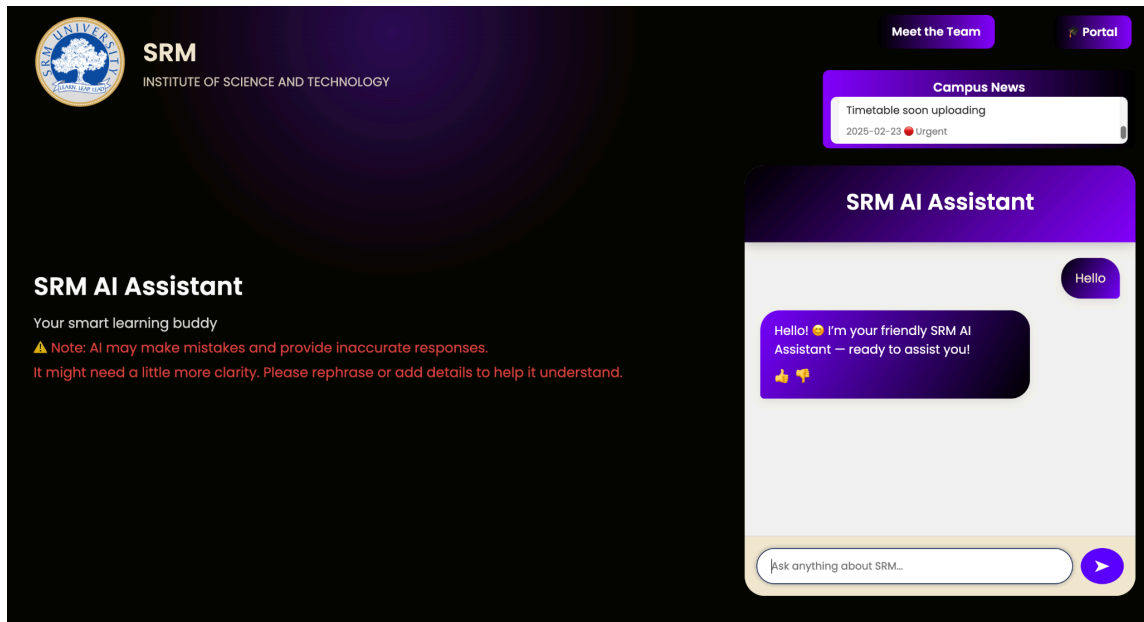 SRM UNIVERSITY
LEARN. LEAP. LEAD
SRM
INSTITUTE OF SCIENCE AND TECHNOLOGY
Meet the Team
🎓 Portal
Campus News
Timetable soon uploading
2025-02-23 🔴 Urgent
SRM AI Assistant
Your smart learning buddy
⚠️ Note: AI may make mistakes and provide inaccurate responses.
It might need a little more clarity. Please rephrase or add details to help it understand.
SRM AI Assistant
Hello
Hello! 😊 I’m your friendly SRM AI
Assistant — ready to assist you!
👍 👎
Ask anything about SRM...